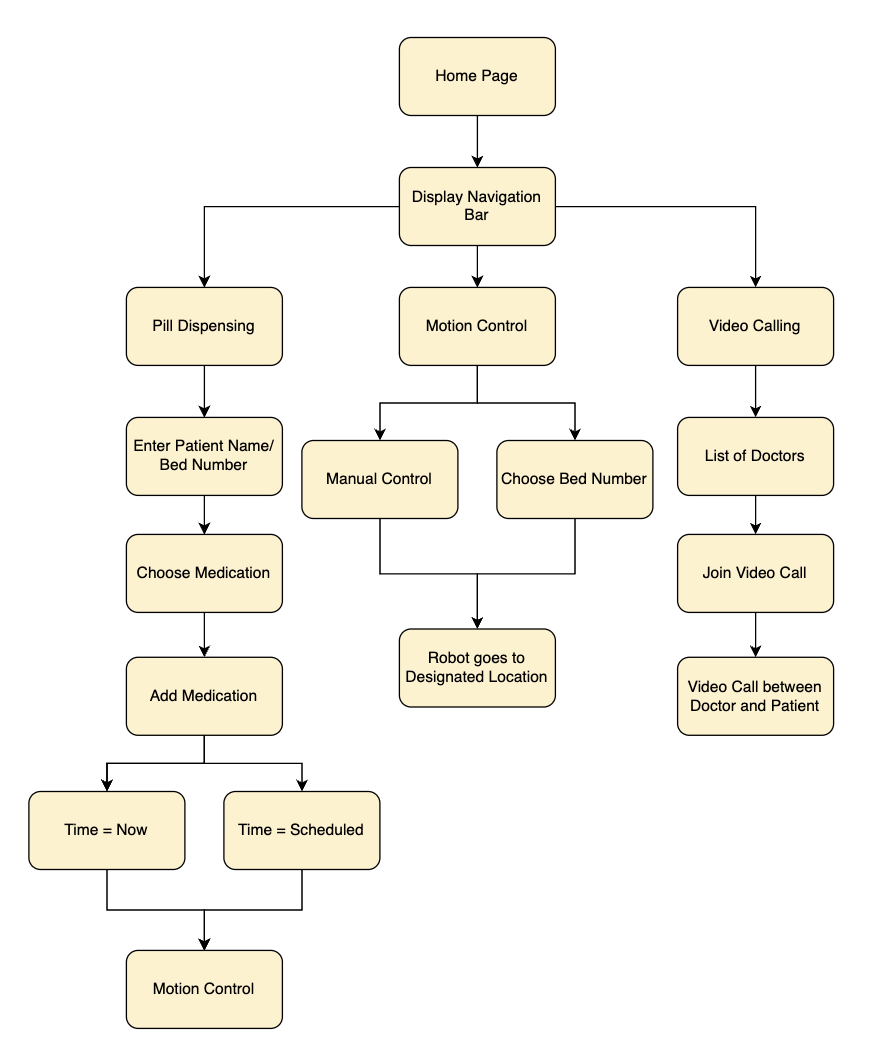 Home Page
Display Navigation
Bar
Pill Dispensing
Motion Control
Video Calling
Enter Patient Name/
Bed Number
Manual Control
Choose Bed Number
List of Doctors
Choose Medication
Join Video Call
Robot goes to
Designated Location
Add Medication
Video Call between
Doctor and Patient
Time = Now
Time = Scheduled
Motion Control